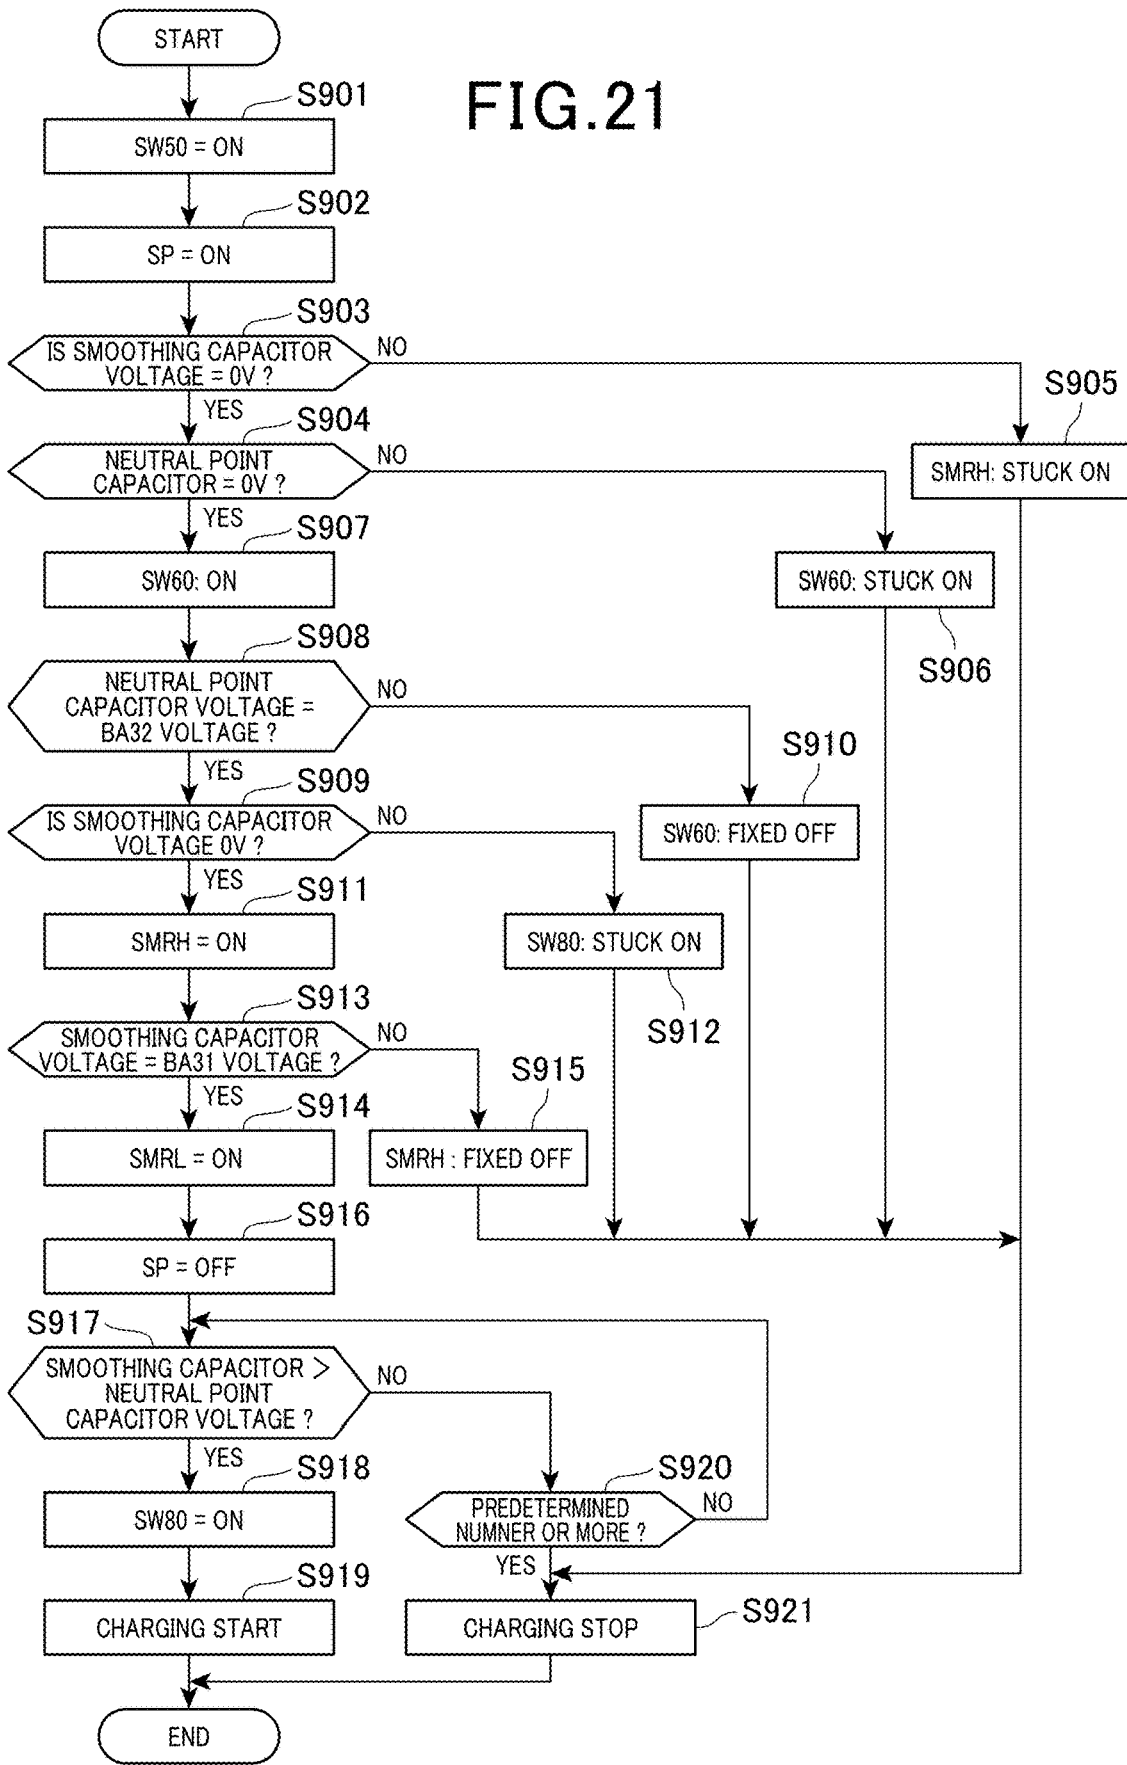 START
FIG.21
S901
SW50 = ON
S902
SP = ON
S903
IS SMOOTHING CAPACITOR
VOLTAGE = 0V ?
NO
YES
S904
NEUTRAL POINT
CAPACITOR = 0V ?
NO
YES
S905
SMRH: STUCK ON
S907
SW60: ON
SW60: STUCK ON
S906
S908
NEUTRAL POINT
CAPACITOR VOLTAGE =
BA32 VOLTAGE ?
NO
YES
S910
SW60: FIXED OFF
S909
IS SMOOTHING CAPACITOR
VOLTAGE 0V ?
NO
YES
S911
SMRH = ON
SW80: STUCK ON
S912
S913
SMOOTHING CAPACITOR
VOLTAGE = BA31 VOLTAGE ?
NO
YES
S915
SMRH : FIXED OFF
S914
SMRL = ON
S916
SP = OFF
S917
SMOOTHING CAPACITOR >
NEUTRAL POINT
CAPACITOR VOLTAGE ?
NO
YES
S918
SW80 = ON
S920
PREDETERMINED
NUMNER OR MORE ?
NO
YES
S919
CHARGING START
CHARGING STOP
S921
END